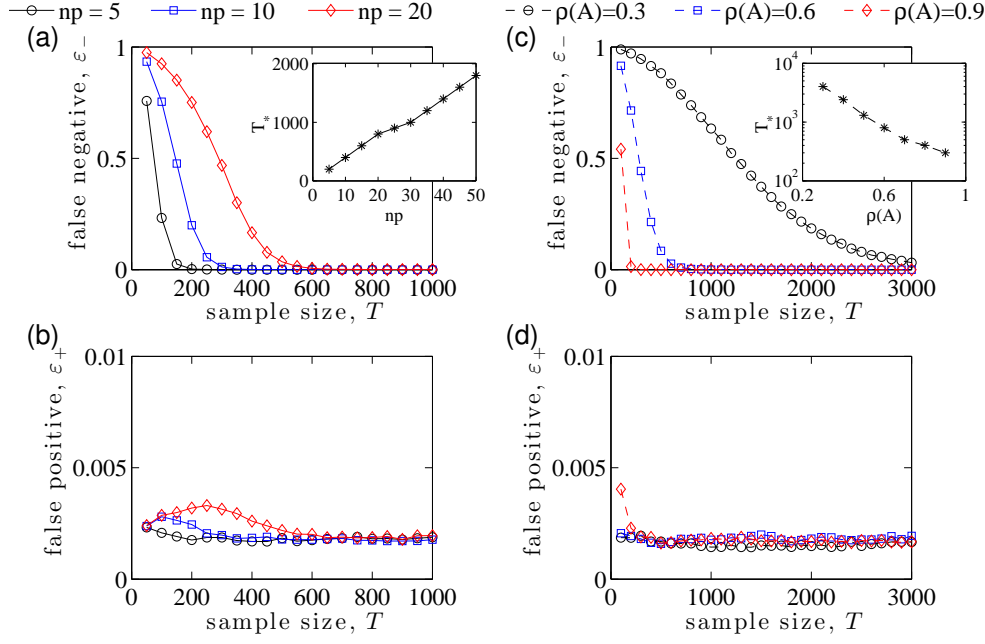 np = 5 np = 10 np = 20 ρ(A)=0.3 ρ(A)=0.6 ρ(A)=0.9
(a)
false negative, ε−
1
0.5
0
0 200 400 600 800 1000
sample size, T
T*
2000
1000
0
0 10 20 30 40 50
np
(c)
false negative, ε−
1
0.5
0
0 1000 2000 3000
sample size, T
T*
10^4
10^3
10^2
0.2 0.6 1
ρ(A)
(b)
false positive, ε+
0.01
0.005
0
0 200 400 600 800 1000
sample size, T
(d)
false positive, ε+
0.01
0.005
0
0 1000 2000 3000
sample size, T